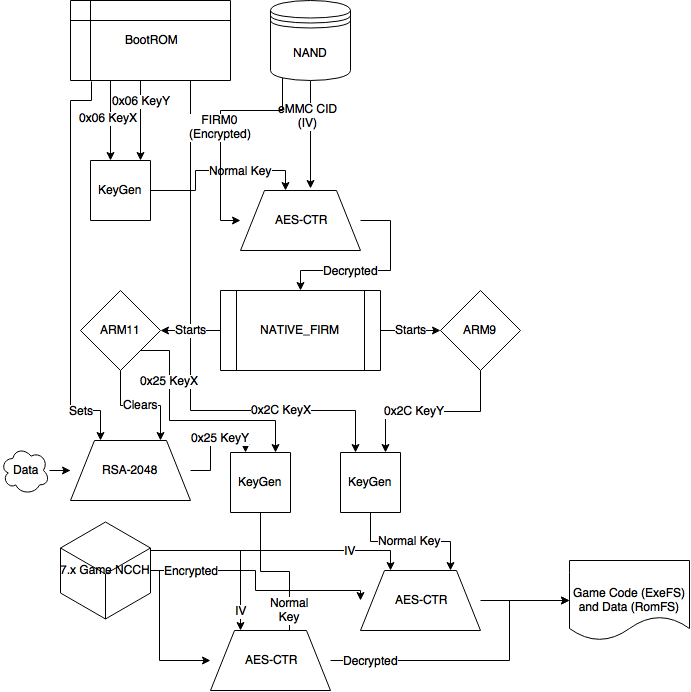 BootROM
NAND
0x06 KeyY
0x06 KeyX
eMMC CID
(IV)
FIRM0
(Encrypted)
Normal Key
KeyGen
AES-CTR
Decrypted
ARM11
Starts
NATIVE_FIRM
Starts
ARM9
0x25 KeyX
Sets
Clears
0x2C KeyX
0x2C KeyY
0x25 KeyY
Data
RSA-2048
KeyGen
KeyGen
Normal Key
IV
7.x Game NCCH
Encrypted
AES-CTR
Game Code (ExeFS)
and Data (RomFS)
IV
Normal
Key
AES-CTR
Decrypted